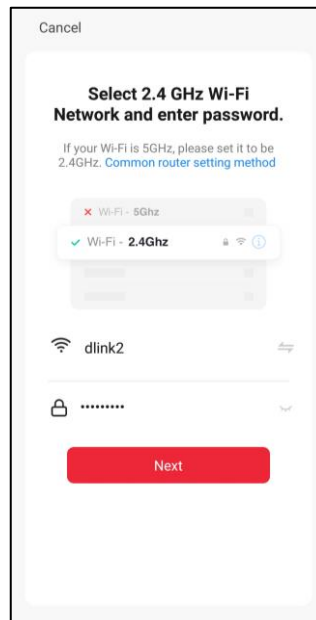 Cancel
Select 2.4 GHz Wi-Fi
Network and enter password.
If your Wi-Fi is 5GHz, please set it to be
2.4GHz. Common router setting method
Wi-Fi - 5Ghz
Wi-Fi - 2.4Ghz
dlink2
•••••••••
Next